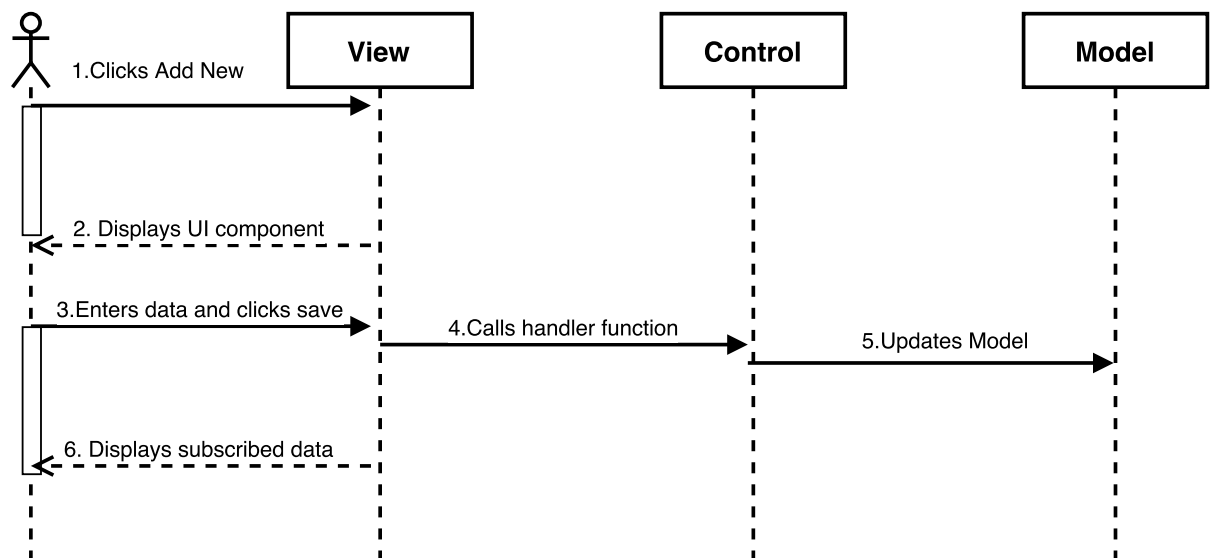 View
Control
Model
1.Clicks Add New
2. Displays UI component
3.Enters data and clicks save
4.Calls handler function
5.Updates Model
6. Displays subscribed data